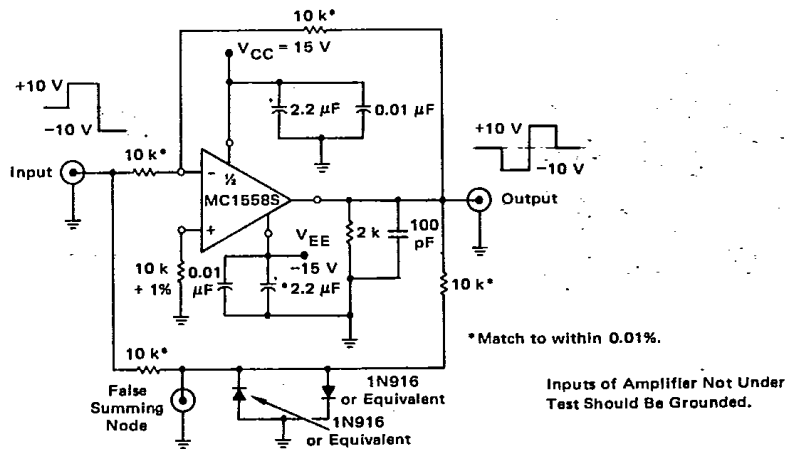 10 k*
VCC = 15 V
+10 V
−10 V
2.2 µF
0.01 µF
+10 V
−10 V
10 k*
Input
−
½
MC1558S
+
Output
2 k
100
pF
VEE
−15 V
10 k
+ 1%
0.01
µF
*2.2 µF
10 k*
*Match to within 0.01%.
10 k*
False
Summing
Node
1N916
or Equivalent
1N916
or Equivalent
Inputs of Amplifier Not Under
Test Should Be Grounded.